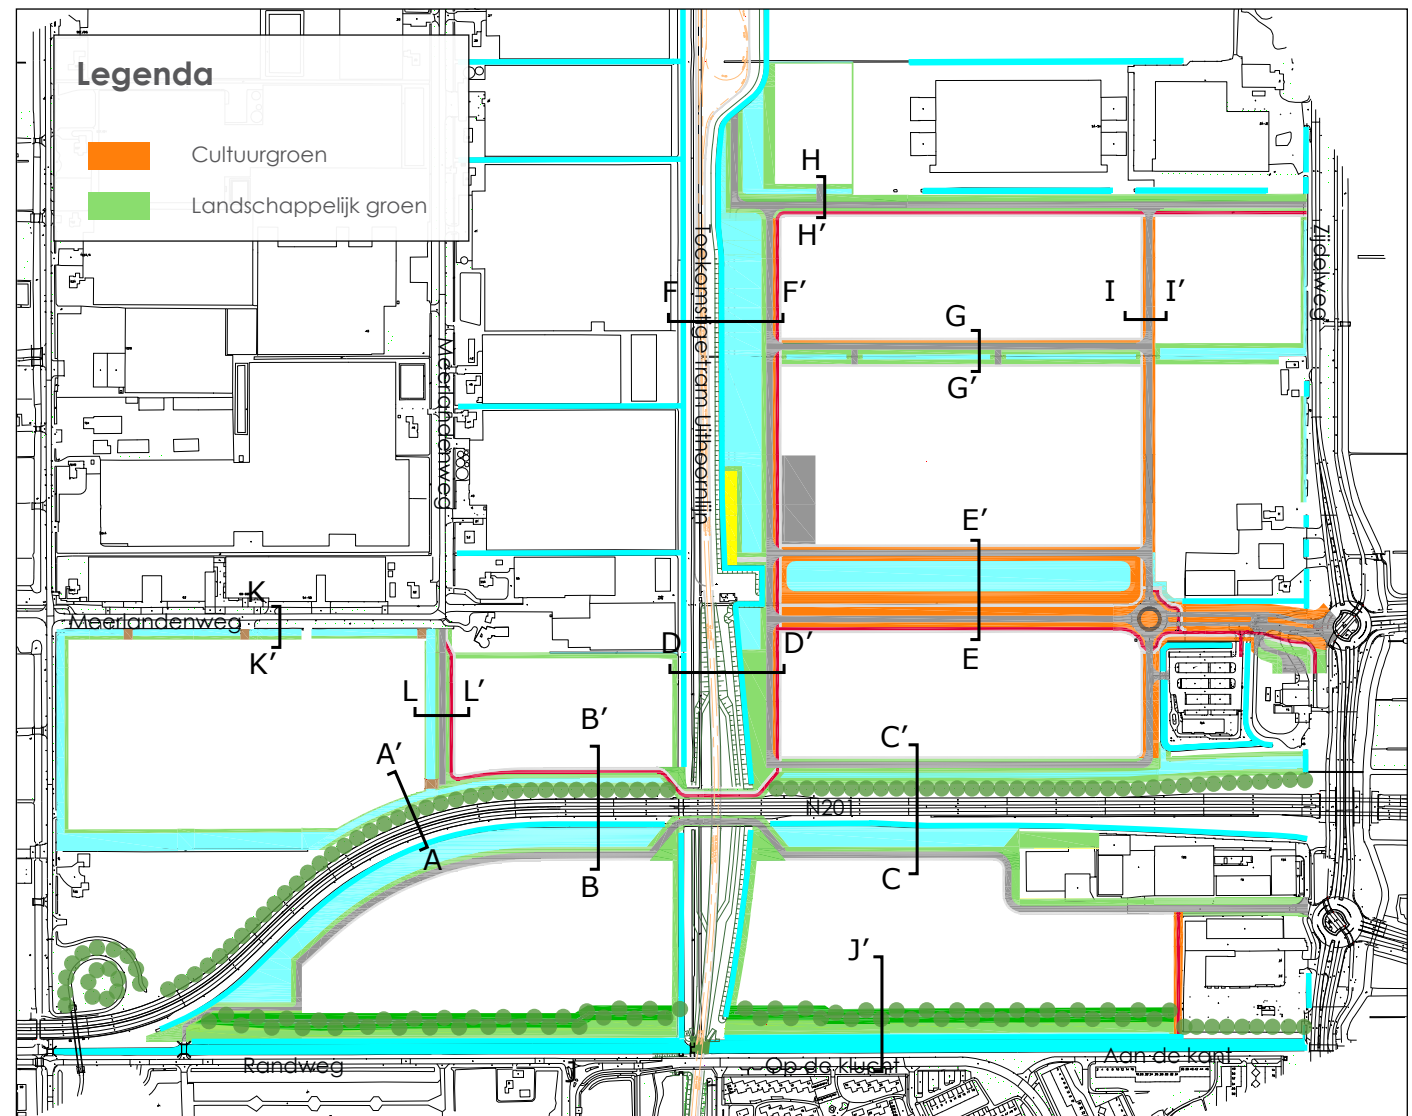 Legenda
Cultuurgroen
Landschappelijk groen
H
H’
Toekomstige tram Uithoornlijn
Zijdelweg
F
F’
I
I’
G
G’
Meerlandenweg
E’
K
Meerlandenweg
K’
D
D’
E
L
L’
B’
C’
A’
N201
A
B
C
J’
Randweg
Op de klucht
Aan de kant